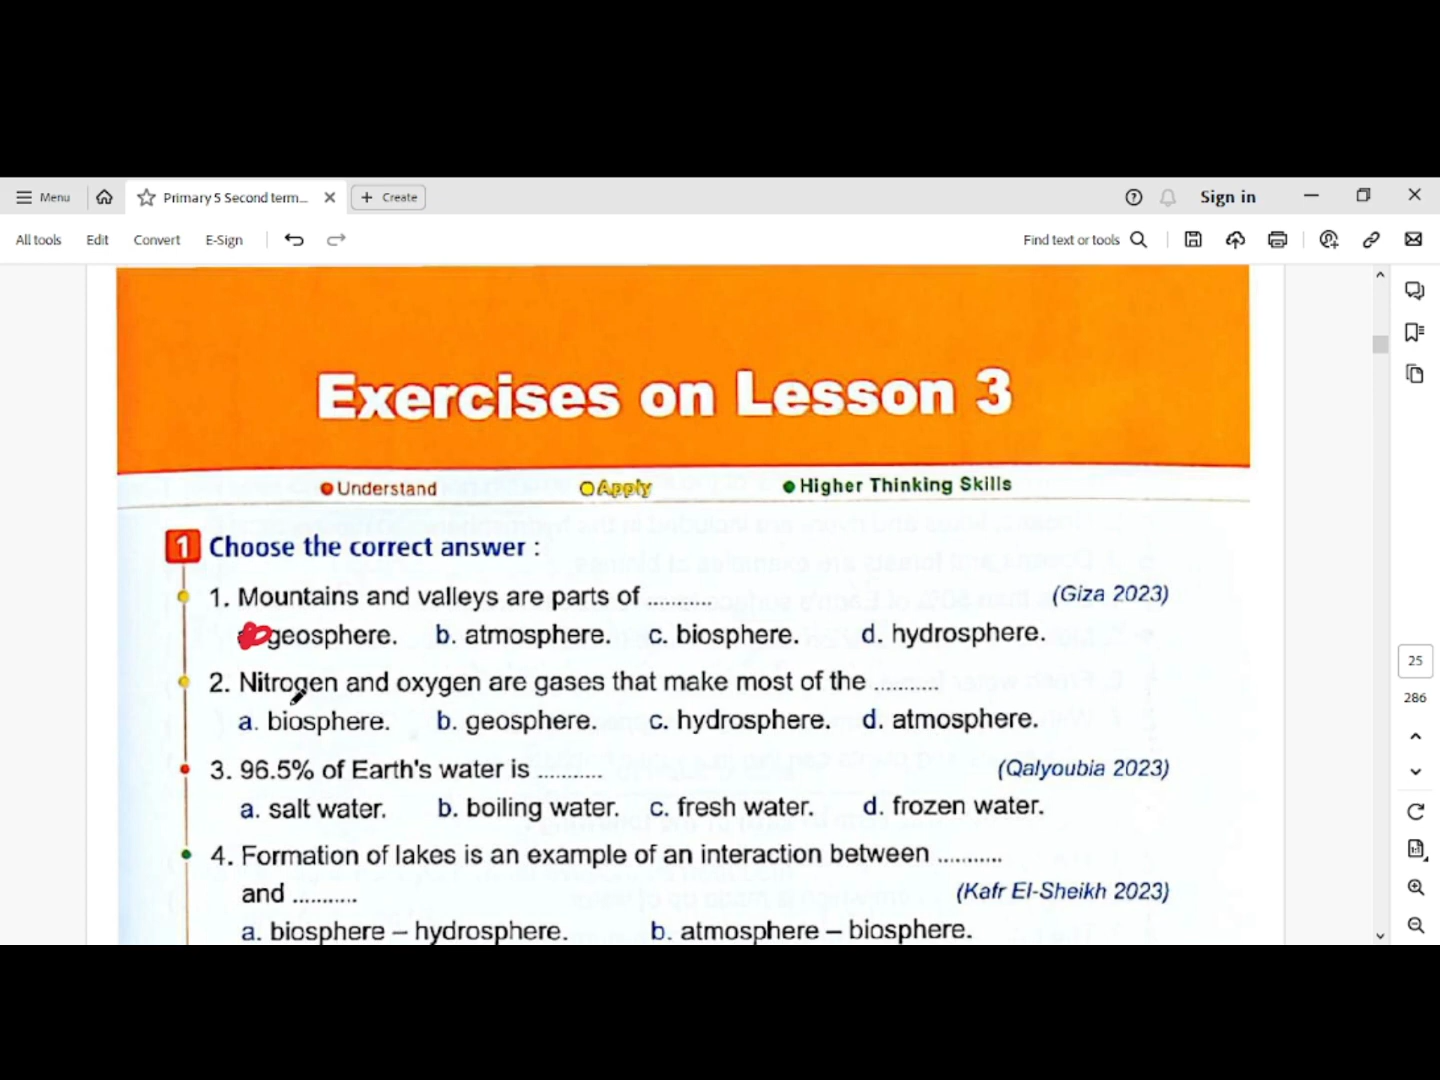 Menu
Primary 5 Second term...
Create
Sign in
All tools
Edit
Convert
E-Sign
Find text or tools
Exercises on Lesson 3
Understand
Apply
Higher Thinking Skills
1 Choose the correct answer :
1. Mountains and valleys are parts of ........... (Giza 2023)
geosphere. b. atmosphere. c. biosphere. d. hydrosphere.
2. Nitrogen and oxygen are gases that make most of the ...........
a. biosphere. b. geosphere. c. hydrosphere. d. atmosphere.
3. 96.5% of Earth's water is ........... (Qalyoubia 2023)
a. salt water. b. boiling water. c. fresh water. d. frozen water.
4. Formation of lakes is an example of an interaction between ...........
and ........... (Kafr El-Sheikh 2023)
a. biosphere – hydrosphere. b. atmosphere – biosphere.
25
286